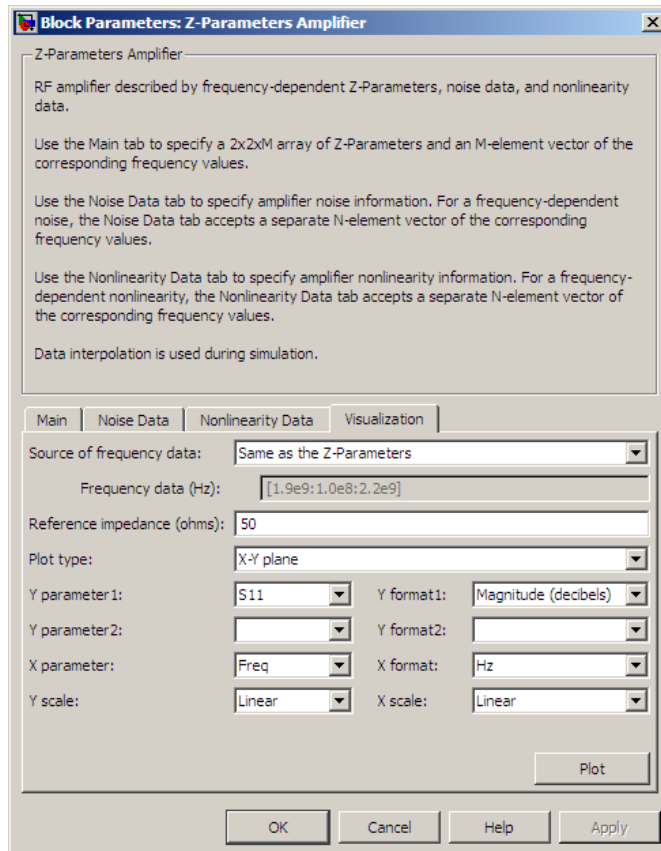 Block Parameters: Z-Parameters Amplifier
Z-Parameters Amplifier
RF amplifier described by frequency-dependent Z-Parameters, noise data, and nonlinearity
data.
Use the Main tab to specify a 2x2xM array of Z-Parameters and an M-element vector of the
corresponding frequency values.
Use the Noise Data tab to specify amplifier noise information. For a frequency-dependent
noise, the Noise Data tab accepts a separate N-element vector of the corresponding
frequency values.
Use the Nonlinearity Data tab to specify amplifier nonlinearity information. For a frequency-
dependent nonlinearity, the Nonlinearity Data tab accepts a separate N-element vector of
the corresponding frequency values.
Data interpolation is used during simulation.
Main Noise Data Nonlinearity Data Visualization
Source of frequency data: Same as the Z-Parameters
Frequency data (Hz): [1.9e9:1.0e8:2.2e9]
Reference impedance (ohms): 50
Plot type: X-Y plane
Y parameter1: S11 Y format1: Magnitude (decibels)
Y parameter2: Y format2:
X parameter: Freq X format: Hz
Y scale: Linear X scale: Linear
Plot
OK Cancel Help Apply